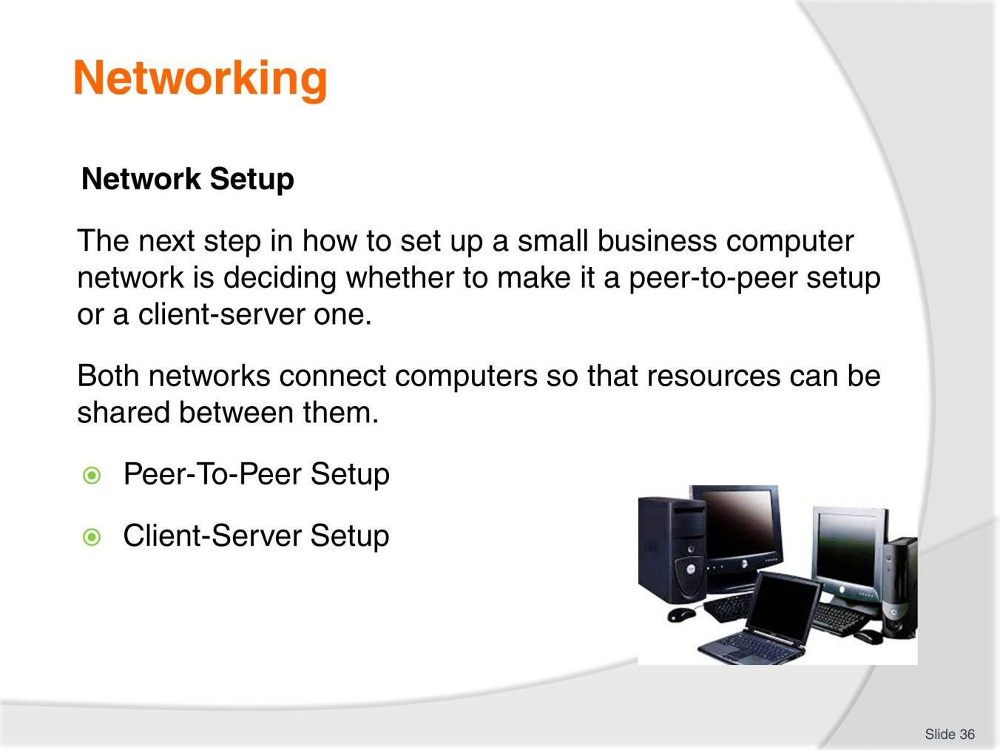 Networking
Network Setup
The next step in how to set up a small business computer
network is deciding whether to make it a peer-to-peer setup
or a client-server one.
Both networks connect computers so that resources can be
shared between them.
Peer-To-Peer Setup
Client-Server Setup
Slide 36